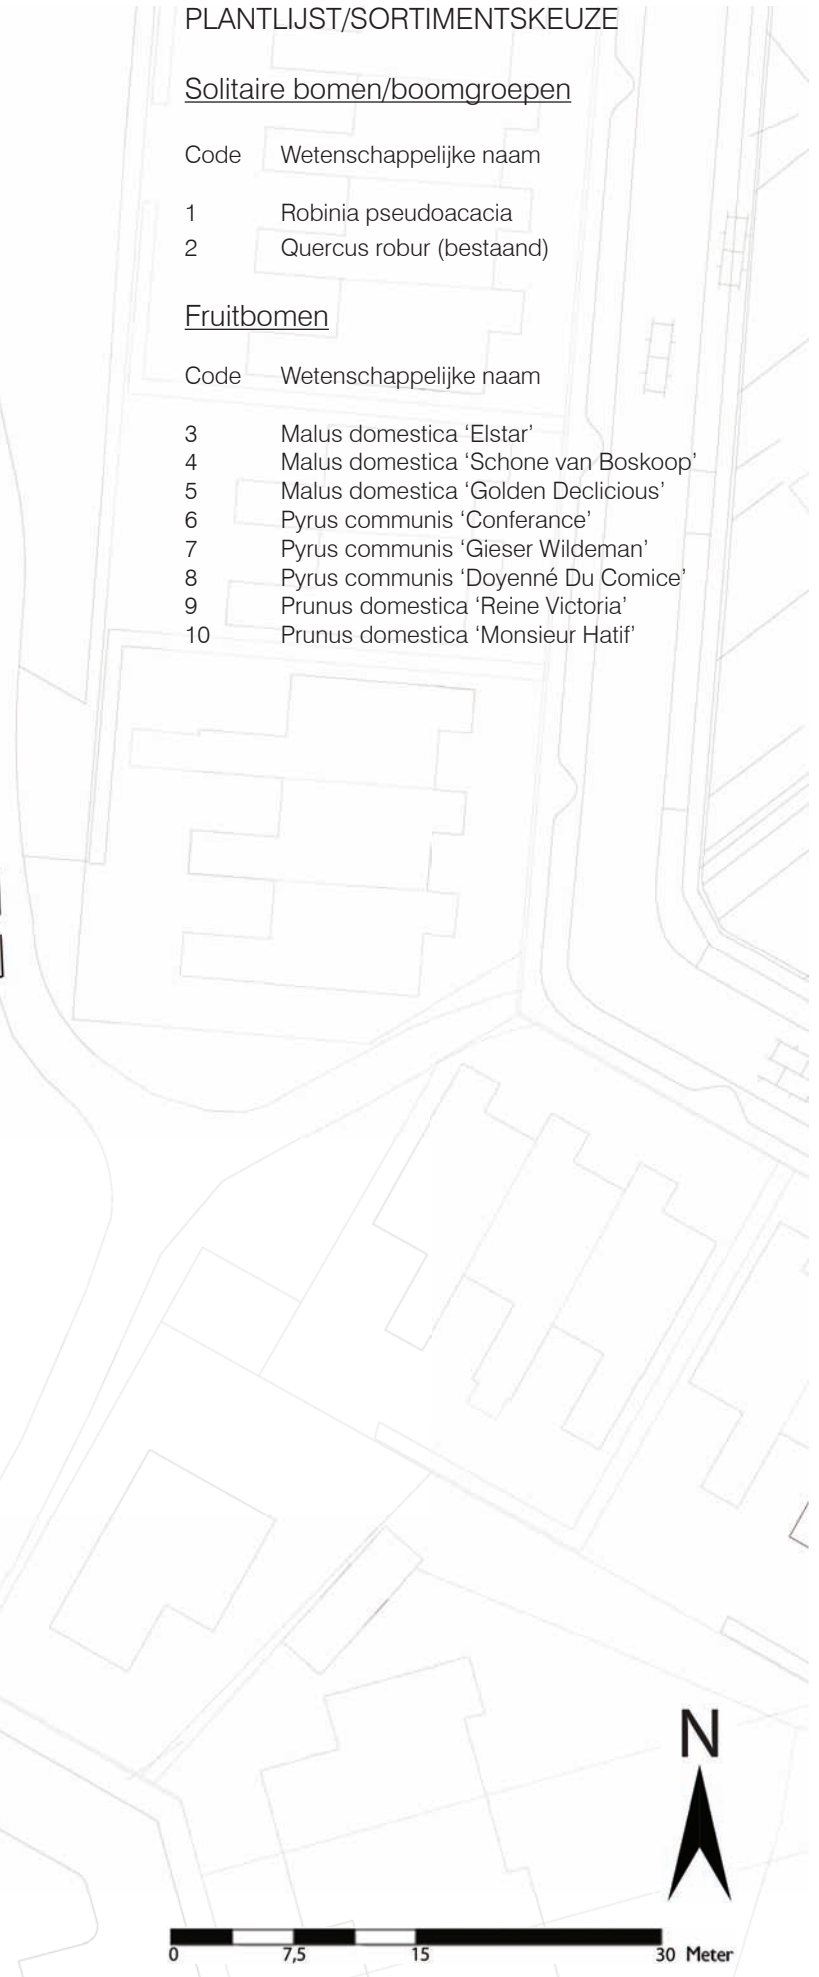 PLANTLIJST/SORTIMENTSKEUZE
Solitaire bomen/boomgroepen
Code Wetenschappelijke naam
1 Robinia pseudoacacia
2 Quercus robur (bestaand)
Fruitbomen
Code Wetenschappelijke naam
3 Malus domestica ‘Elstar’
4 Malus domestica ‘Schone van Boskoop’
5 Malus domestica ‘Golden Declicious’
6 Pyrus communis ‘Conferance’
7 Pyrus communis ‘Gieser Wildeman’
8 Pyrus communis ‘Doyenné Du Comice’
9 Prunus domestica ‘Reine Victoria’
10 Prunus domestica ‘Monsieur Hatif’
N
0 7,5 15 30 Meter